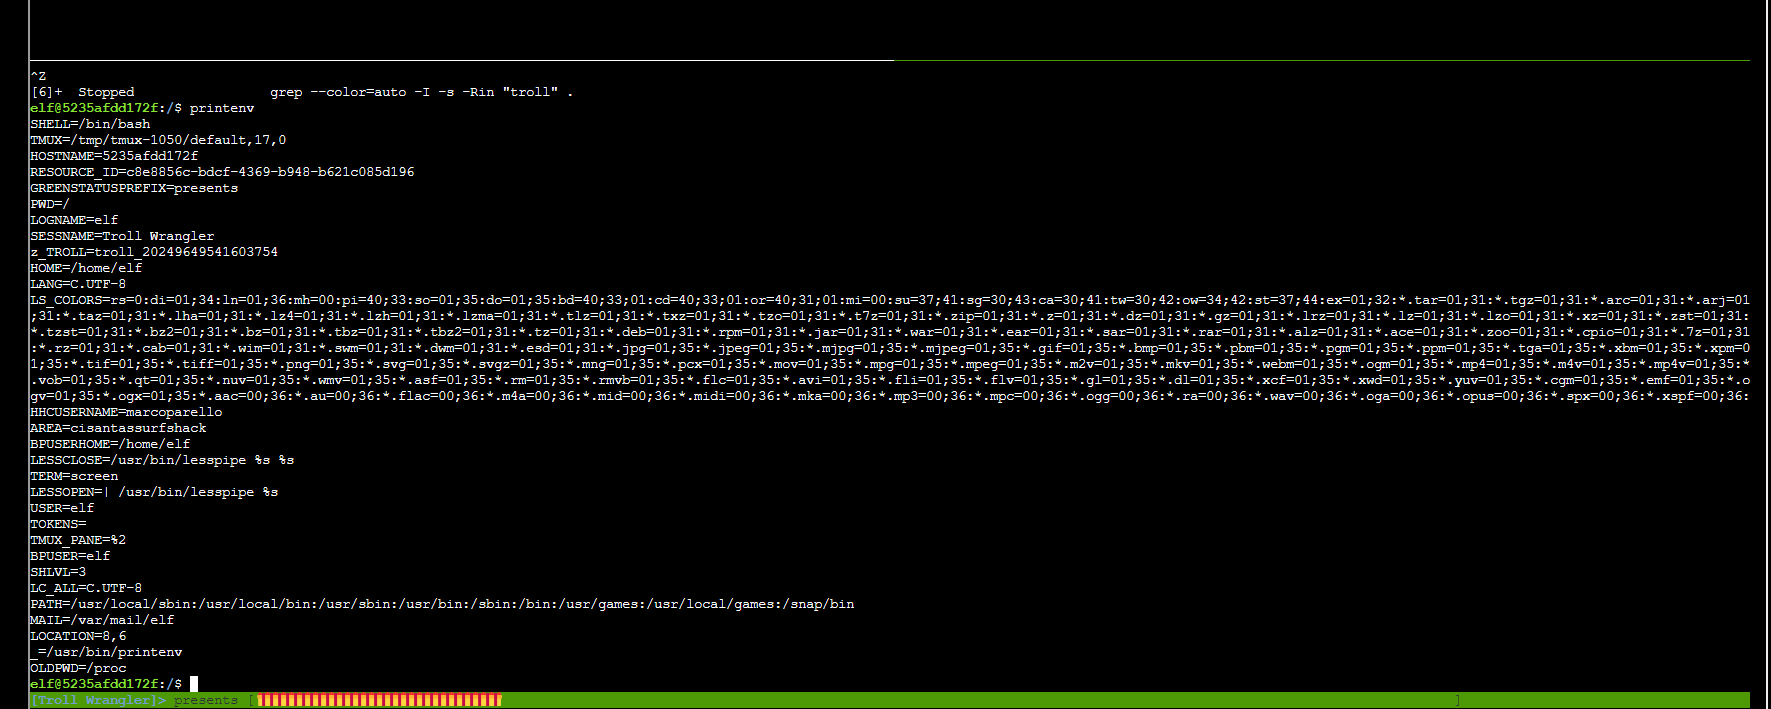 ^Z
[6]+  Stopped                 grep --color=auto -I -s -Rin "troll" .
elf@5235afdd172f:/$ printenv
SHELL=/bin/bash
TMUX=/tmp/tmux-1050/default,17,0
HOSTNAME=5235afdd172f
RESOURCE_ID=c8e8856c-bdcf-4369-b948-b621c085d196
GREENSTATUSPREFIX=presents
PWD=/
LOGNAME=elf
SESSNAME=Troll Wrangler
z_TROLL=troll_20249649541603754
HOME=/home/elf
LANG=C.UTF-8
LS_COLORS=rs=0:di=01;34:ln=01;36:mh=00:pi=40;33:so=01;35:do=01;35:bd=40;33;01:cd=40;33;01:or=40;31;01:mi=00:su=37;41:sg=30;43:ca=30;41:tw=30;42:ow=34;42:st=37;44:ex=01;32:*.tar=01;31:*.tgz=01;31:*.arc=01;31:*.arj=01
;31:*.taz=01;31:*.lha=01;31:*.lz4=01;31:*.lzh=01;31:*.lzma=01;31:*.tlz=01;31:*.txz=01;31:*.tzo=01;31:*.t7z=01;31:*.zip=01;31:*.z=01;31:*.dz=01;31:*.gz=01;31:*.lrz=01;31:*.lz=01;31:*.lzo=01;31:*.xz=01;31:*.zst=01;31:
*.tzst=01;31:*.bz2=01;31:*.bz=01;31:*.tbz=01;31:*.tbz2=01;31:*.tz=01;31:*.deb=01;31:*.rpm=01;31:*.jar=01;31:*.war=01;31:*.ear=01;31:*.sar=01;31:*.rar=01;31:*.alz=01;31:*.ace=01;31:*.zoo=01;31:*.cpio=01;31:*.7z=01;31
:*.rz=01;31:*.cab=01;31:*.wim=01;31:*.swm=01;31:*.dwm=01;31:*.esd=01;31:*.jpg=01;35:*.jpeg=01;35:*.mjpg=01;35:*.mjpeg=01;35:*.gif=01;35:*.bmp=01;35:*.pbm=01;35:*.pgm=01;35:*.ppm=01;35:*.tga=01;35:*.xbm=01;35:*.xpm=0
1;35:*.tif=01;35:*.tiff=01;35:*.png=01;35:*.svg=01;35:*.svgz=01;35:*.mng=01;35:*.pcx=01;35:*.mov=01;35:*.mpg=01;35:*.mpeg=01;35:*.m2v=01;35:*.mkv=01;35:*.webm=01;35:*.ogm=01;35:*.mp4=01;35:*.m4v=01;35:*.mp4v=01;35:*
.vob=01;35:*.qt=01;35:*.nuv=01;35:*.wmv=01;35:*.asf=01;35:*.rm=01;35:*.rmvb=01;35:*.flc=01;35:*.avi=01;35:*.fli=01;35:*.flv=01;35:*.gl=01;35:*.dl=01;35:*.xcf=01;35:*.xwd=01;35:*.yuv=01;35:*.cgm=01;35:*.emf=01;35:*.o
gv=01;35:*.ogx=01;35:*.aac=00;36:*.au=00;36:*.flac=00;36:*.m4a=00;36:*.mid=00;36:*.midi=00;36:*.mka=00;36:*.mp3=00;36:*.mpc=00;36:*.ogg=00;36:*.ra=00;36:*.wav=00;36:*.oga=00;36:*.opus=00;36:*.spx=00;36:*.xspf=00;36:
HHCUSERNAME=marcoparello
AREA=cisantassurfshack
BPUSERHOME=/home/elf
LESSCLOSE=/usr/bin/lesspipe %s %s
TERM=screen
LESSOPEN=| /usr/bin/lesspipe %s
USER=elf
TOKENS=
TMUX_PANE=%2
BPUSER=elf
SHLVL=3
LC_ALL=C.UTF-8
PATH=/usr/local/sbin:/usr/local/bin:/usr/sbin:/usr/bin:/sbin:/bin:/usr/games:/usr/local/games:/snap/bin
MAIL=/var/mail/elf
LOCATION=8,6
_=/usr/bin/printenv
OLDPWD=/proc
elf@5235afdd172f:/$
[Troll Wrangler]> presents [ ]